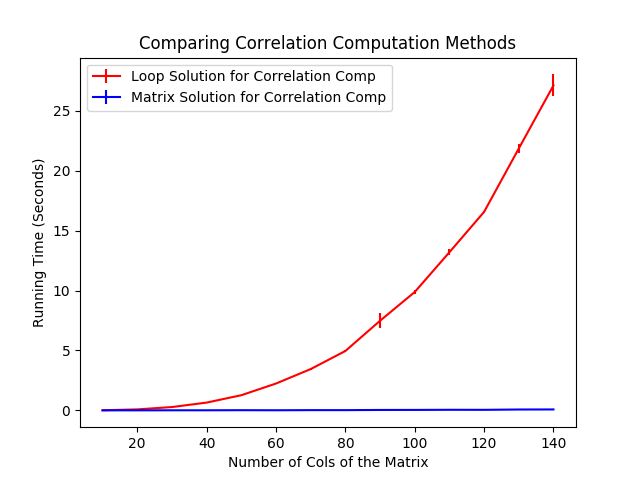 Comparing Correlation Computation Methods
Loop Solution for Correlation Comp
Matrix Solution for Correlation Comp
Running Time (Seconds)
25
20
15
10
5
0
20 40 60 80 100 120 140
Number of Cols of the Matrix